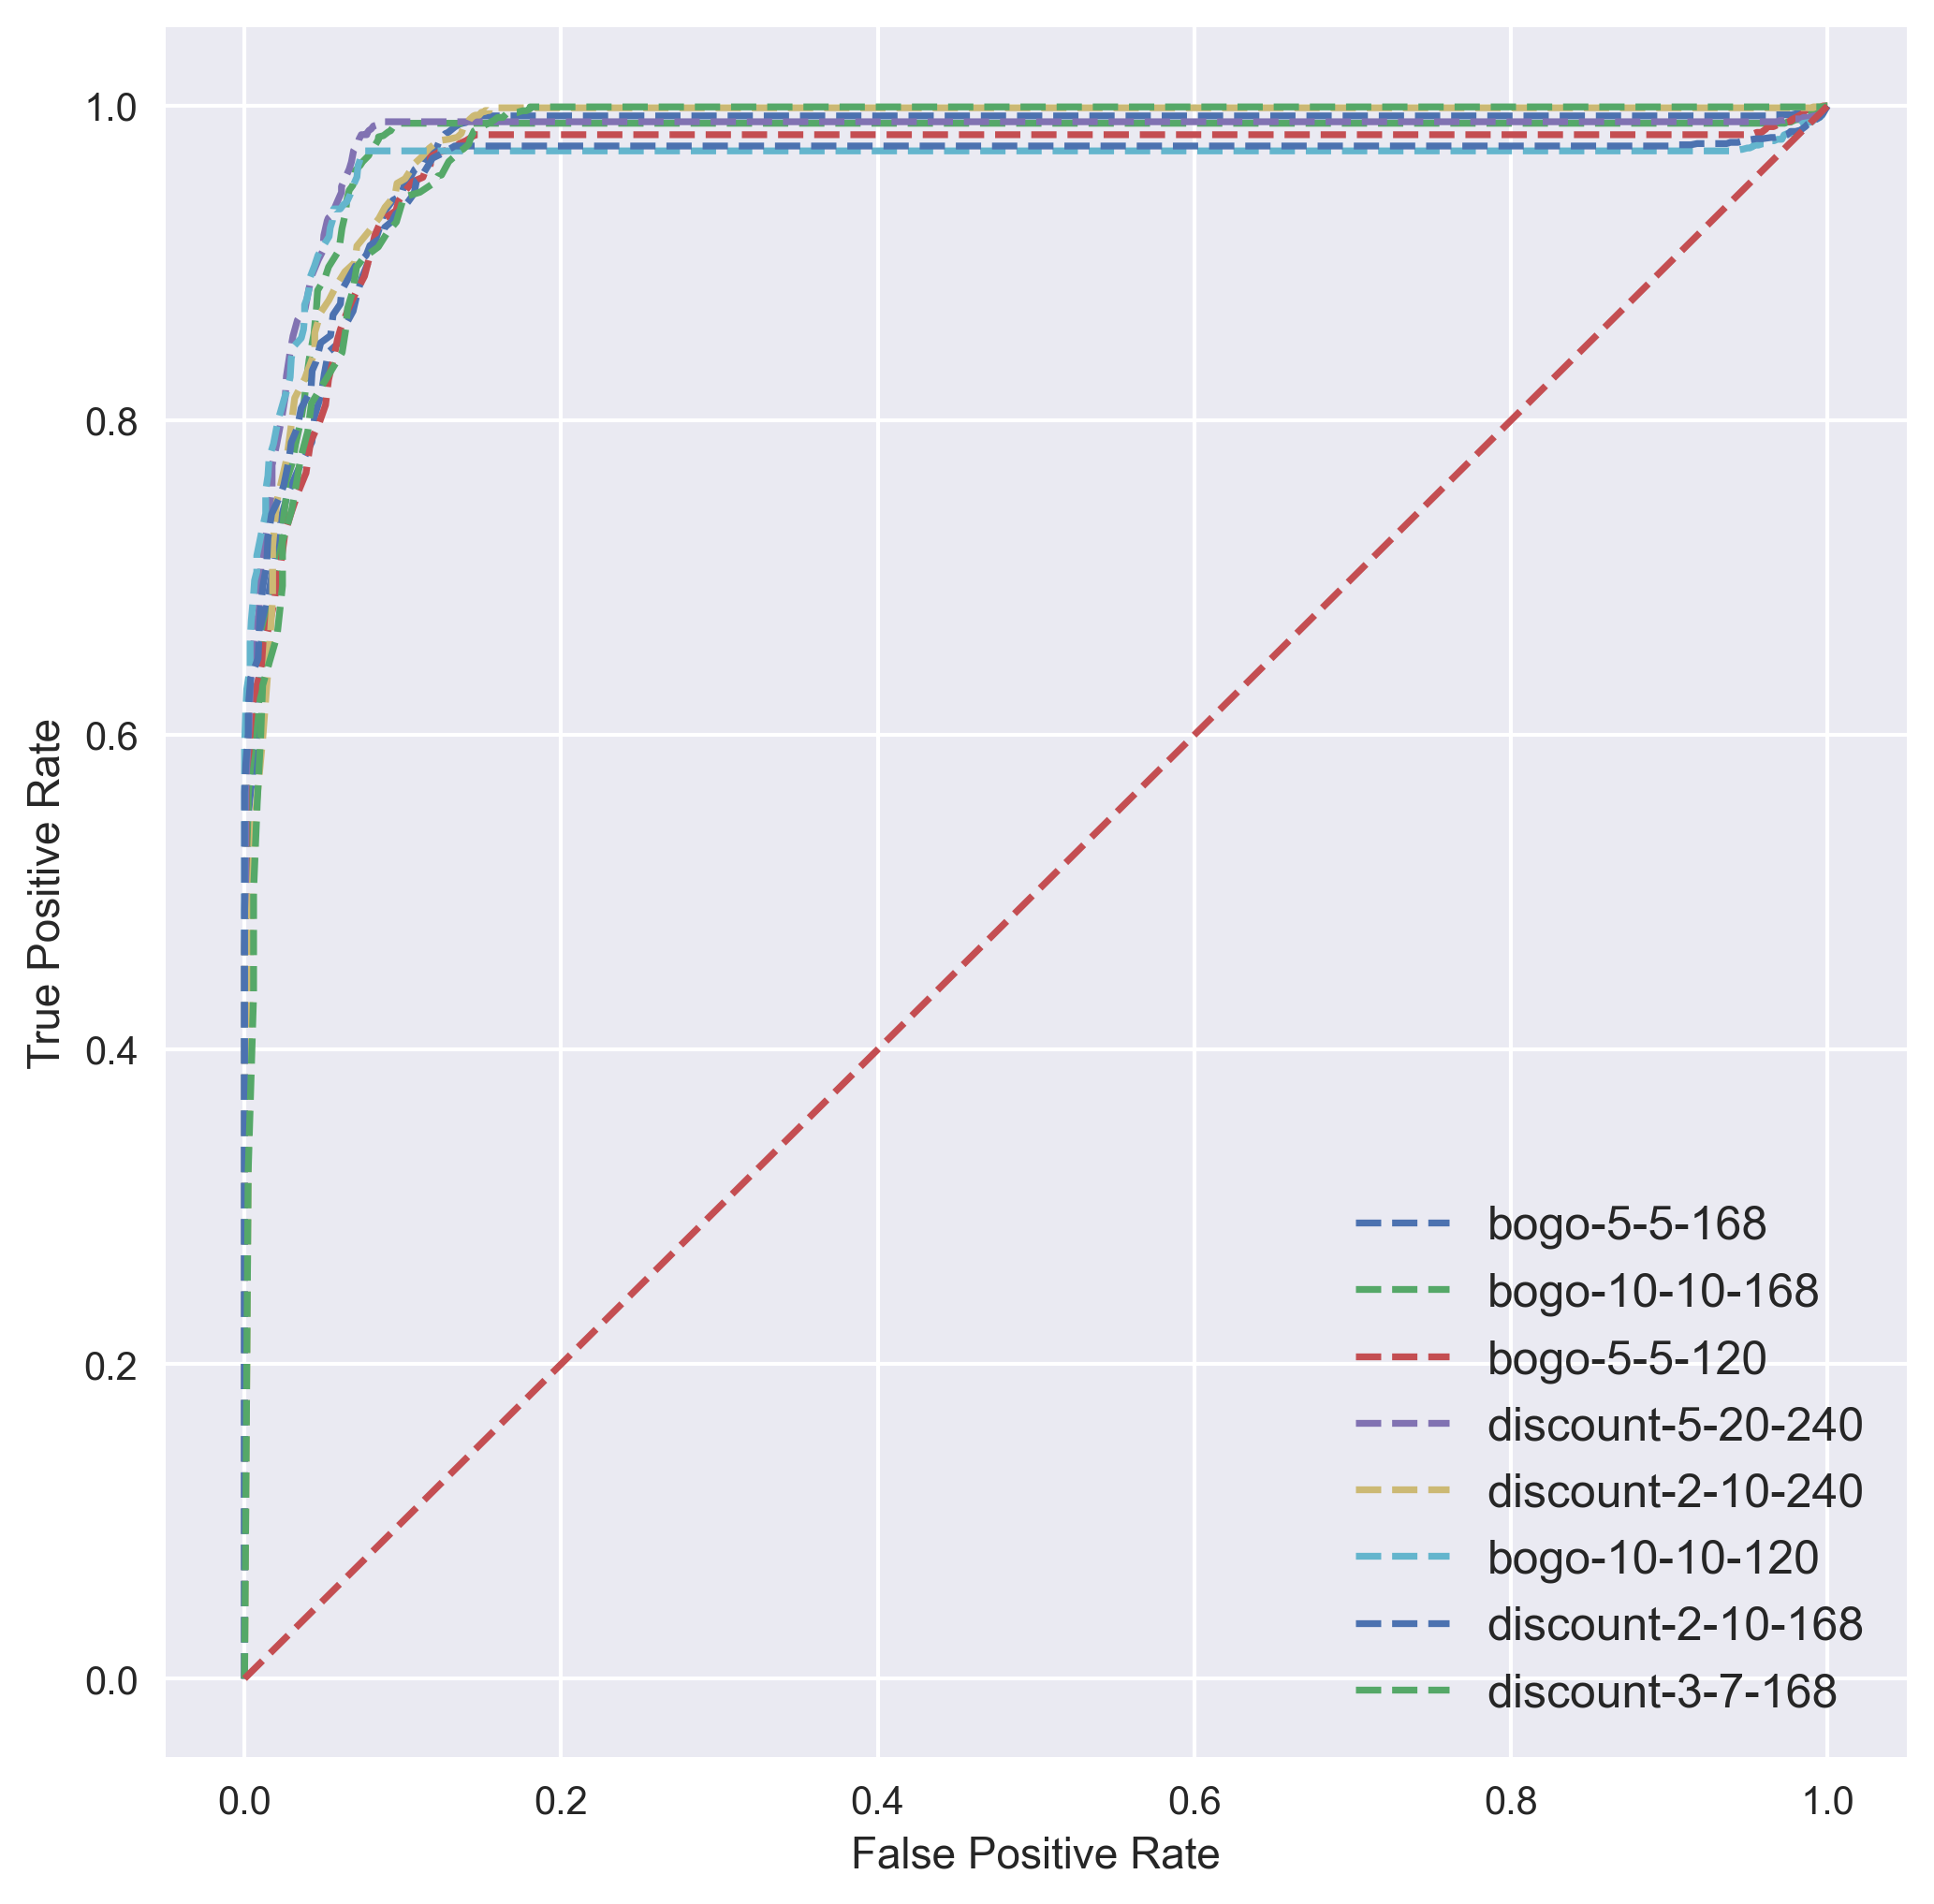 1.0
0.8
0.6
0.4
0.2
0.0
True Positive Rate
bogo-5-5-168
bogo-10-10-168
bogo-5-5-120
discount-5-20-240
discount-2-10-240
bogo-10-10-120
discount-2-10-168
discount-3-7-168
0.0 0.2 0.4 0.6 0.8 1.0
False Positive Rate